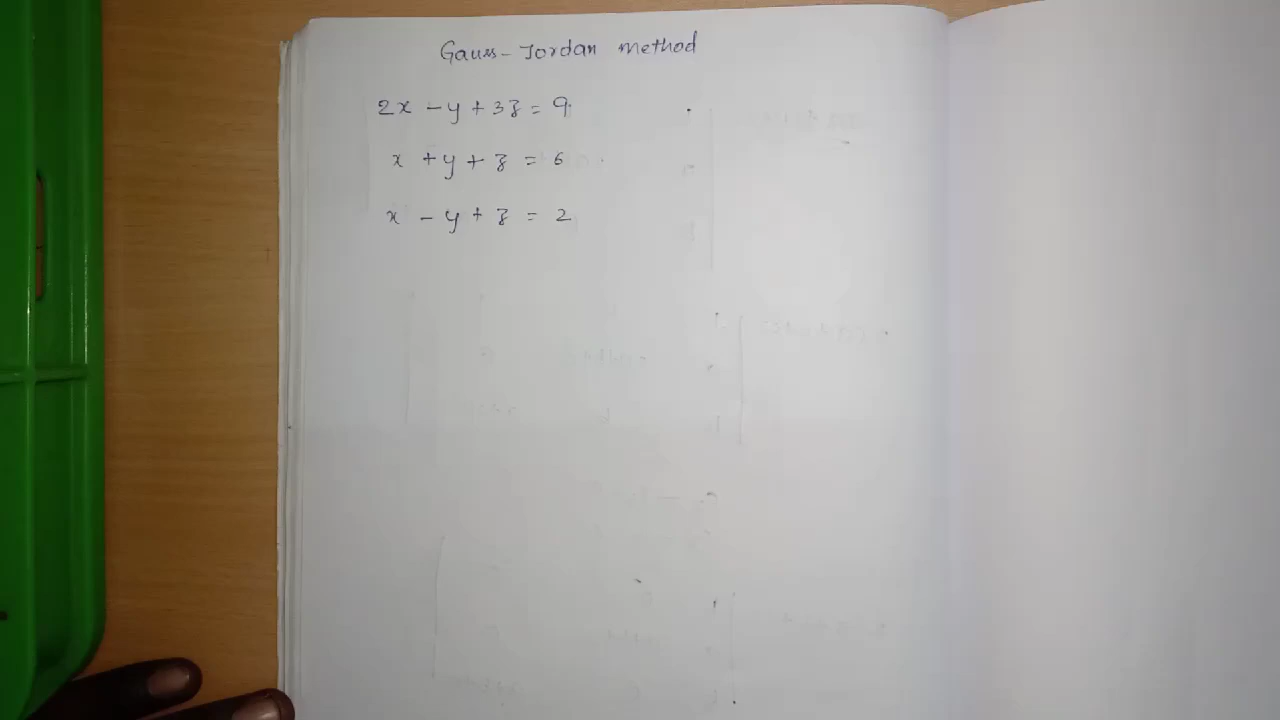 Gauss-Jordan method
2x - y + 3z = 9
x + y + z = 6
x - y + z = 2